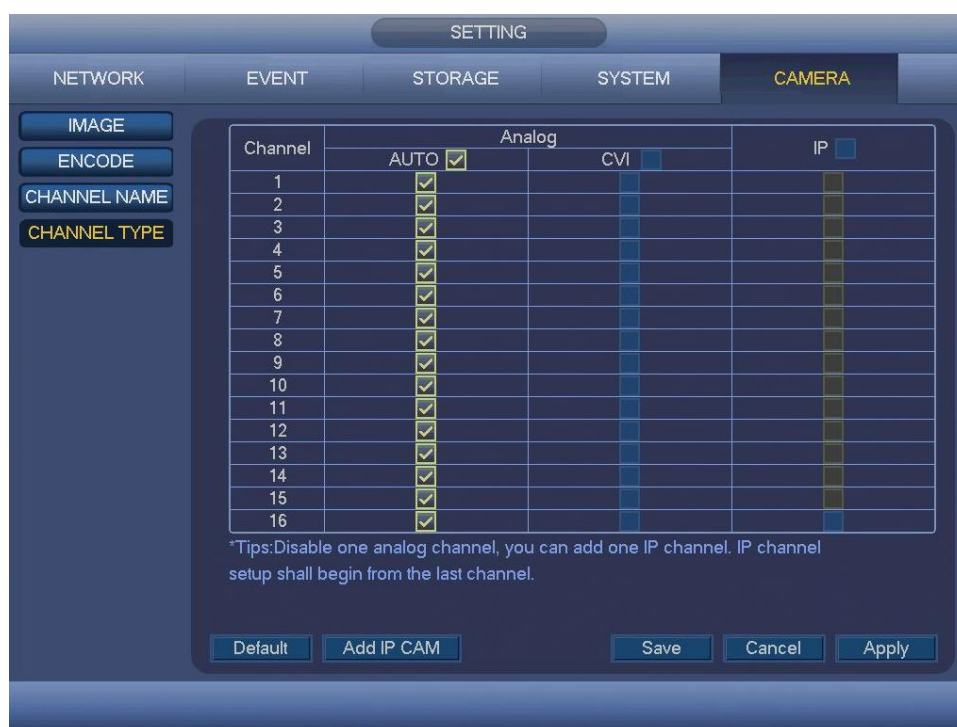 SETTING
NETWORK EVENT STORAGE SYSTEM CAMERA
IMAGE
ENCODE
CHANNEL NAME
CHANNEL TYPE
Channel Analog IP
AUTO CVI
1
2
3
4
5
6
7
8
9
10
11
12
13
14
15
16
*Tips:Disable one analog channel, you can add one IP channel. IP channel
setup shall begin from the last channel.
Default Add IP CAM Save Cancel Apply